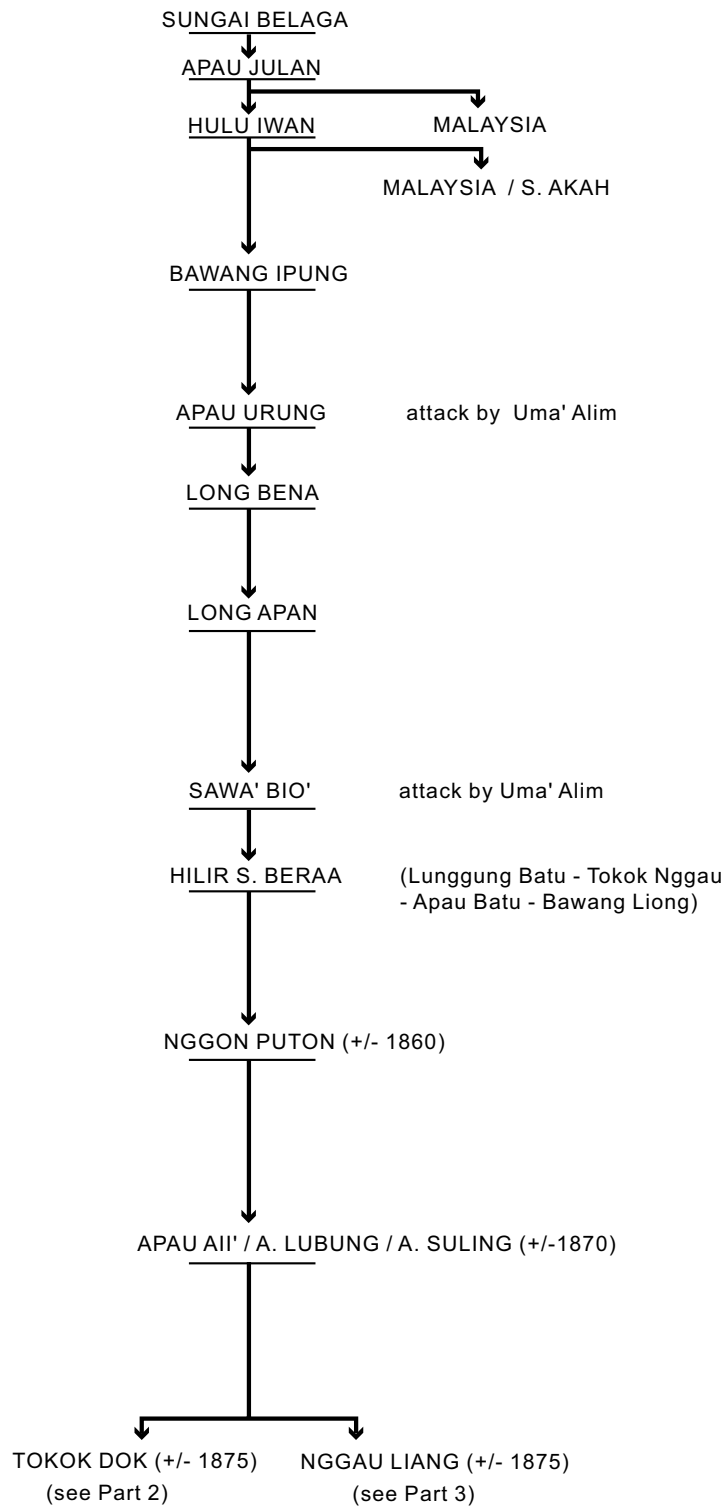 SUNGAI BELAGA
APAU JULAN
HULU IWAN
MALAYSIA
MALAYSIA / S. AKAH
BAWANG IPUNG
APAU URUNG
attack by Uma' Alim
LONG BENA
LONG APAN
SAWA' BIO'
attack by Uma' Alim
HILIR S. BERAA
(Lunggung Batu - Tokok Nggau
- Apau Batu - Bawang Liong)
NGGON PUTON (+/- 1860)
APAU AII' / A. LUBUNG / A. SULING (+/-1870)
TOKOK DOK (+/- 1875)
(see Part 2)
NGGAU LIANG (+/- 1875)
(see Part 3)